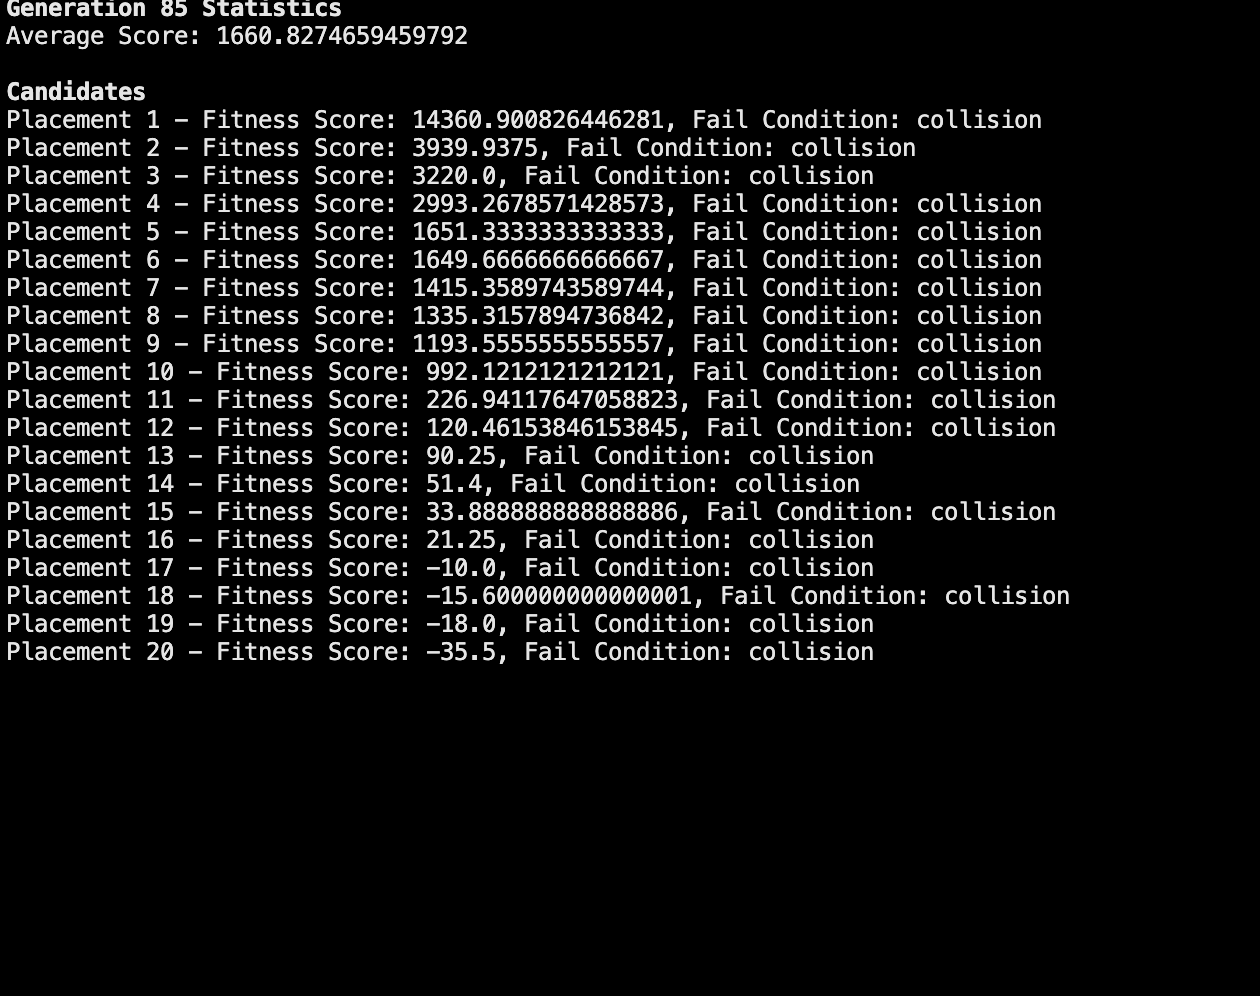 Generation 85 Statistics
Average Score: 1660.8274659459792
Candidates
Placement 1 – Fitness Score: 14360.900826446281, Fail Condition: collision
Placement 2 – Fitness Score: 3939.9375, Fail Condition: collision
Placement 3 – Fitness Score: 3220.0, Fail Condition: collision
Placement 4 – Fitness Score: 2993.2678571428573, Fail Condition: collision
Placement 5 – Fitness Score: 1651.3333333333333, Fail Condition: collision
Placement 6 – Fitness Score: 1649.6666666666667, Fail Condition: collision
Placement 7 – Fitness Score: 1415.3589743589744, Fail Condition: collision
Placement 8 – Fitness Score: 1335.3157894736842, Fail Condition: collision
Placement 9 – Fitness Score: 1193.5555555555557, Fail Condition: collision
Placement 10 – Fitness Score: 992.1212121212121, Fail Condition: collision
Placement 11 – Fitness Score: 226.94117647058823, Fail Condition: collision
Placement 12 – Fitness Score: 120.46153846153845, Fail Condition: collision
Placement 13 – Fitness Score: 90.25, Fail Condition: collision
Placement 14 – Fitness Score: 51.4, Fail Condition: collision
Placement 15 – Fitness Score: 33.888888888888886, Fail Condition: collision
Placement 16 – Fitness Score: 21.25, Fail Condition: collision
Placement 17 – Fitness Score: –10.0, Fail Condition: collision
Placement 18 – Fitness Score: –15.600000000000001, Fail Condition: collision
Placement 19 – Fitness Score: –18.0, Fail Condition: collision
Placement 20 – Fitness Score: –35.5, Fail Condition: collision